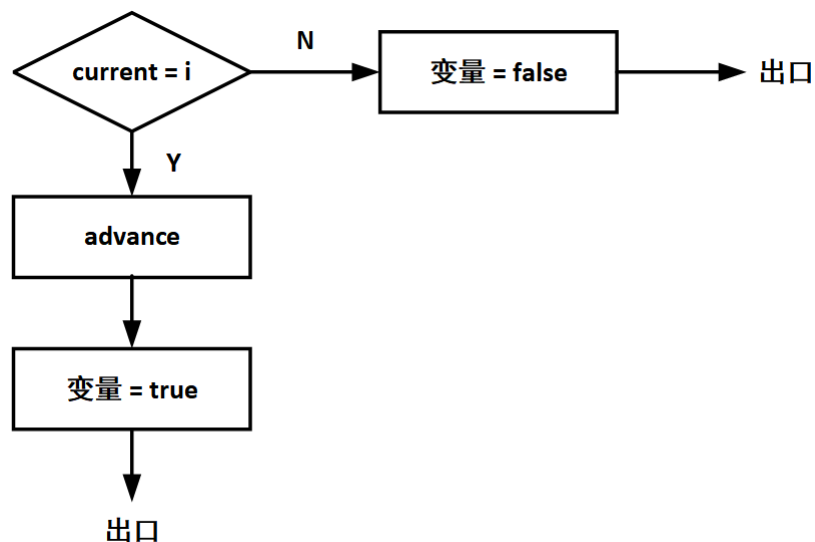 current = i
N
变量 = false
出口
Y
advance
变量 = true
出口